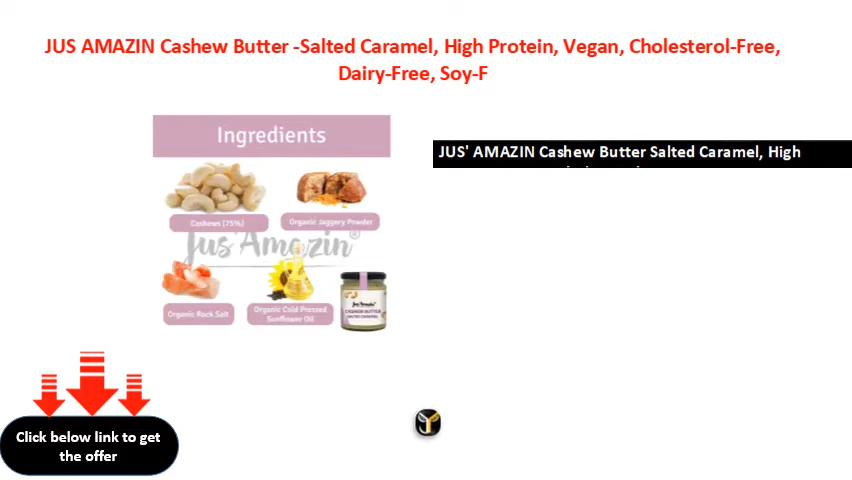 JUS AMAZIN Cashew Butter -Salted Caramel, High Protein, Vegan, Cholesterol-Free,
Dairy-Free, Soy-F
Ingredients
JUS' AMAZIN Cashew Butter Salted Caramel, High
Cashews (75%)
Organic Jaggery Powder
Jus' Amazin®
Organic Rock Salt
Organic Cold Pressed
Sunflower Oil
Jus' Amazin
CASHEW BUTTER
SALTED CARAMEL
Click below link to get
the offer